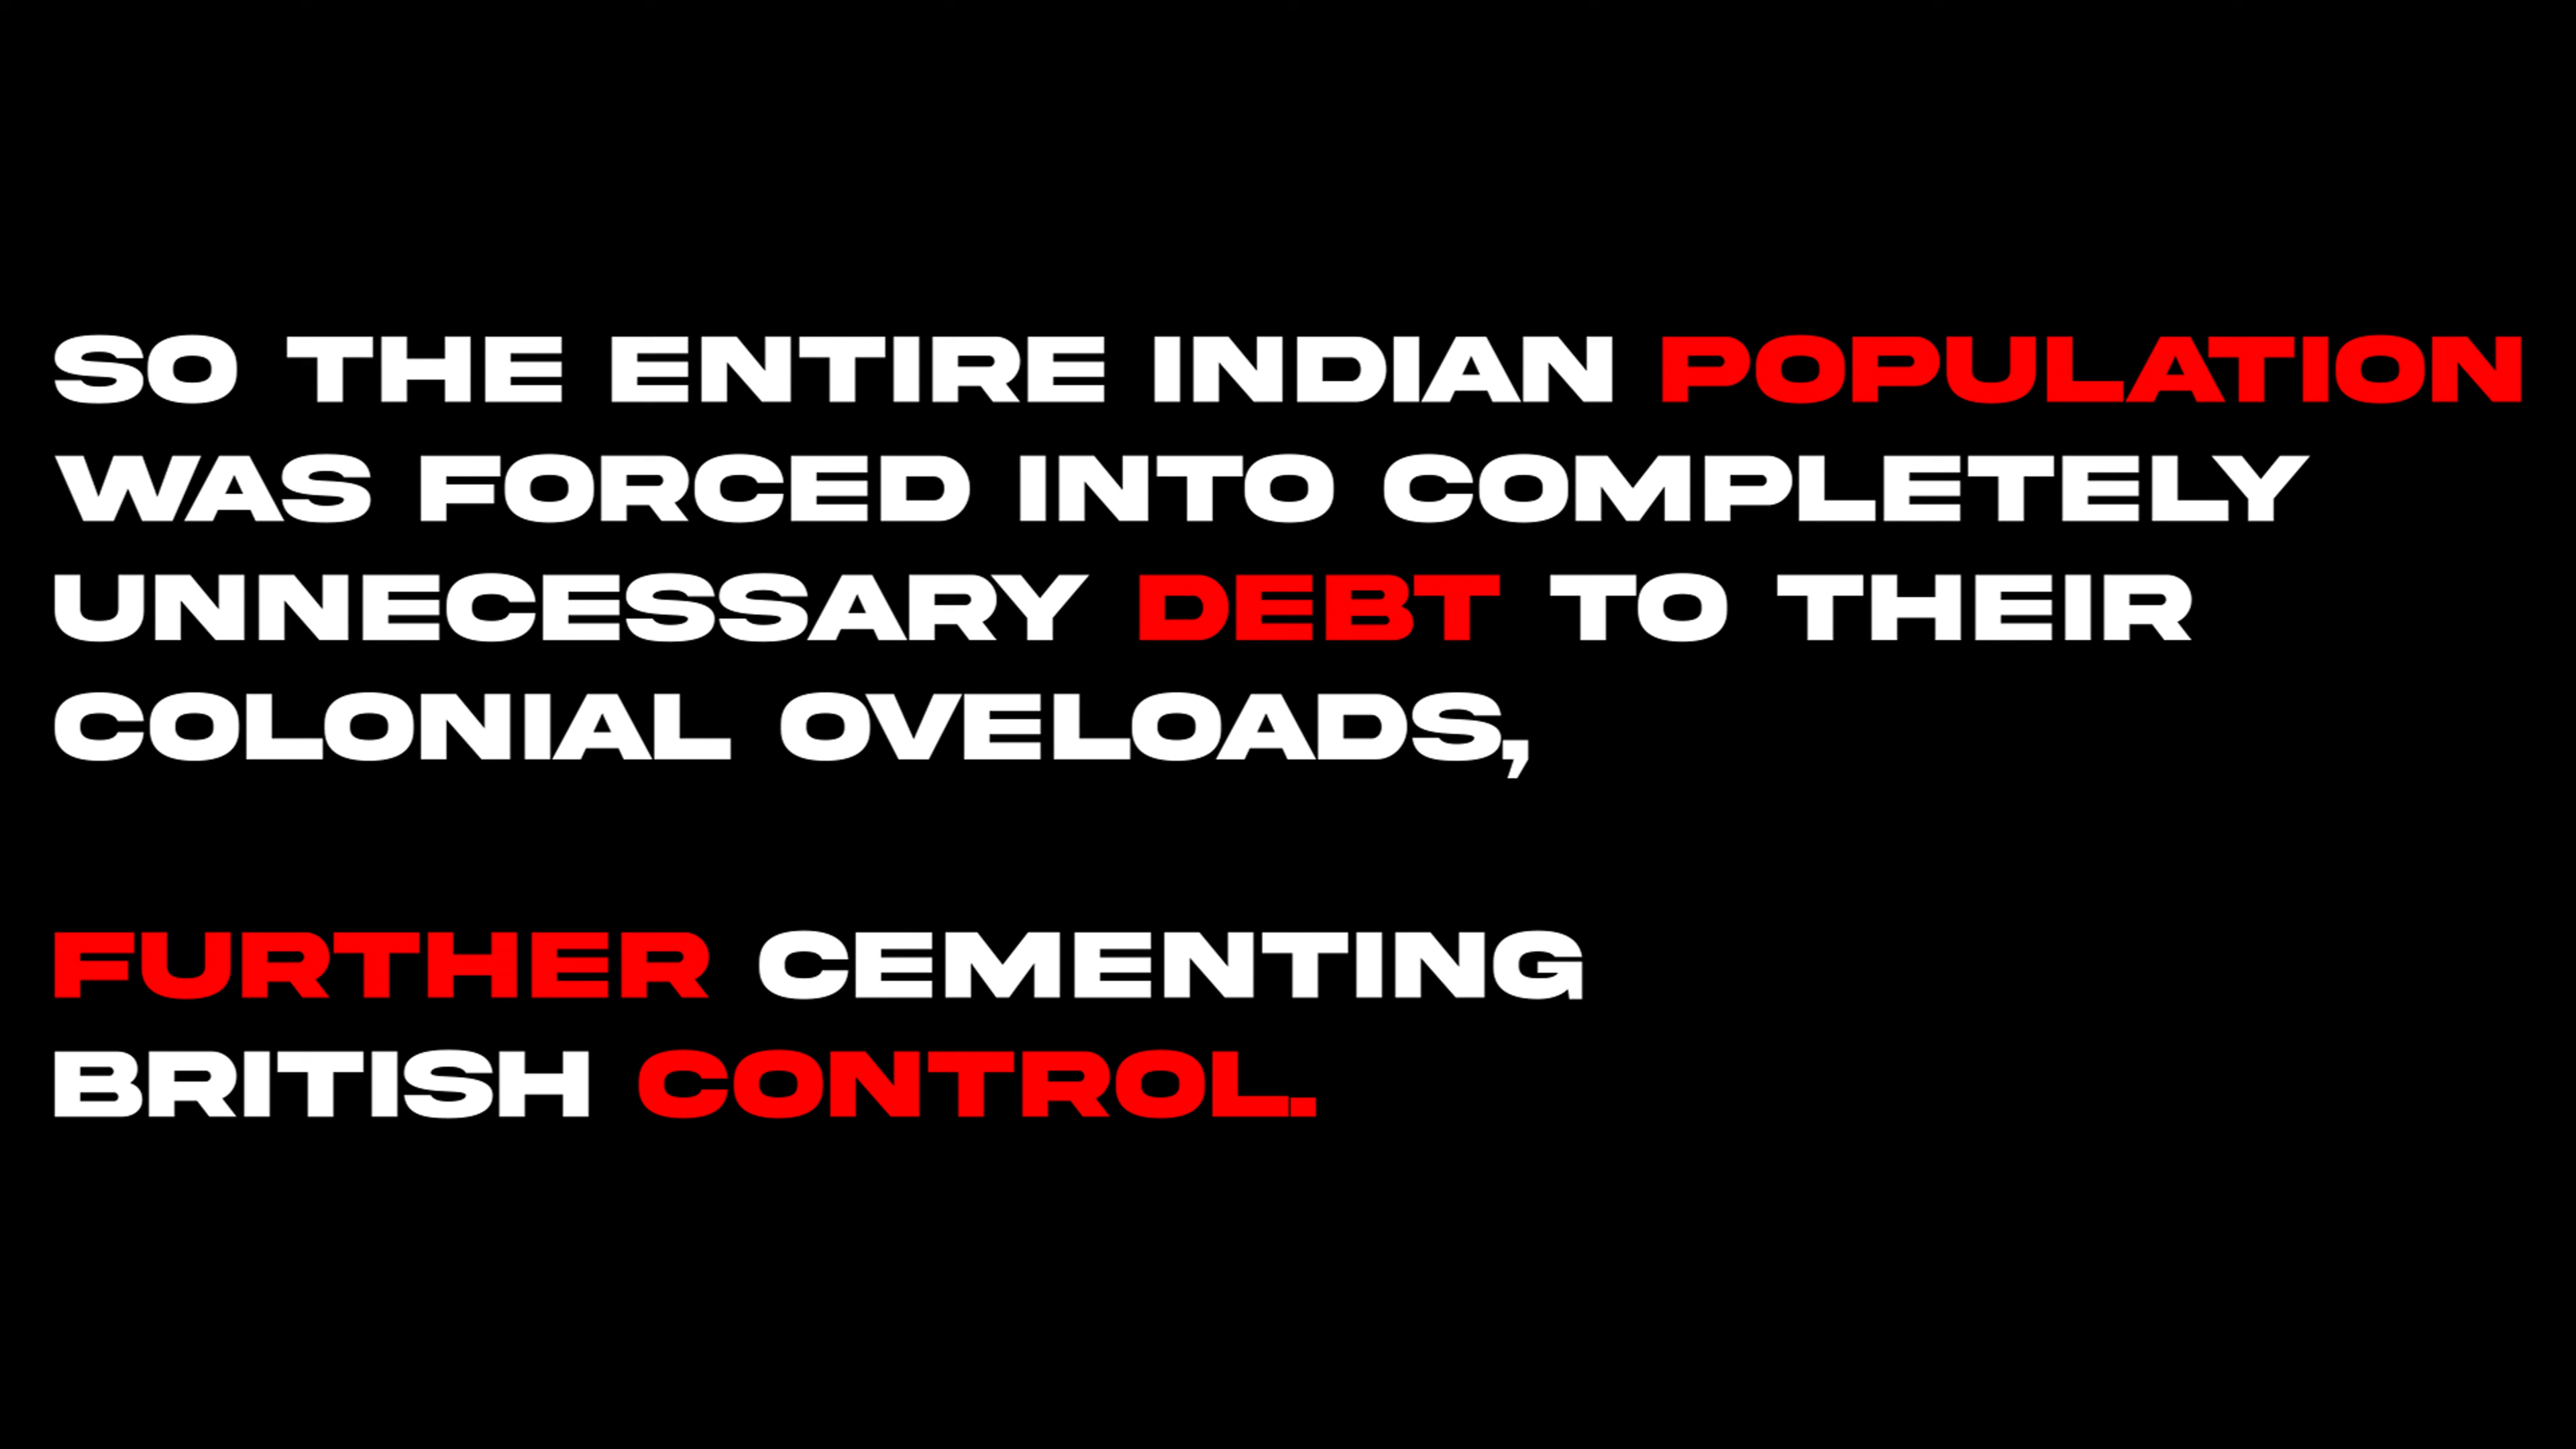 SO THE ENTIRE INDIAN POPULATION
WAS FORCED INTO COMPLETELY
UNNECESSARY DEBT TO THEIR
COLONIAL OVELOADS,
FURTHER CEMENTING
BRITISH CONTROL.